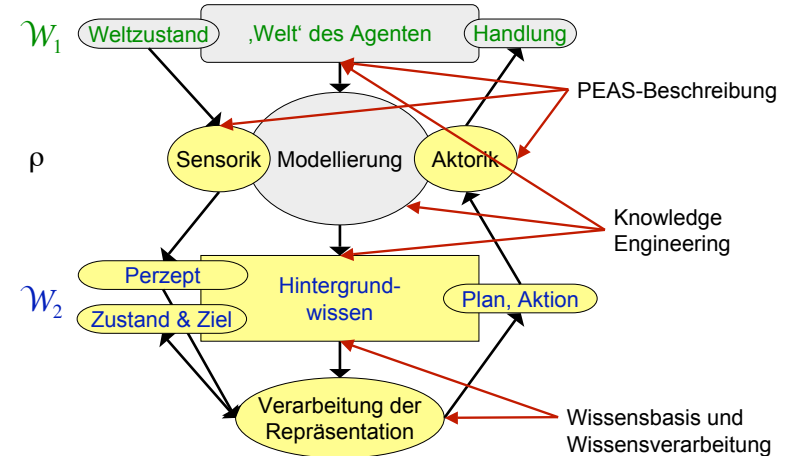 𝒲₁
Weltzustand
‚Welt‘ des Agenten
Handlung
PEAS-Beschreibung
ρ
Sensorik
Modellierung
Aktorik
Knowledge
Engineering
𝒲₂
Perzept
Zustand & Ziel
Hintergrund-
wissen
Plan, Aktion
Verarbeitung der
Repräsentation
Wissensbasis und
Wissensverarbeitung